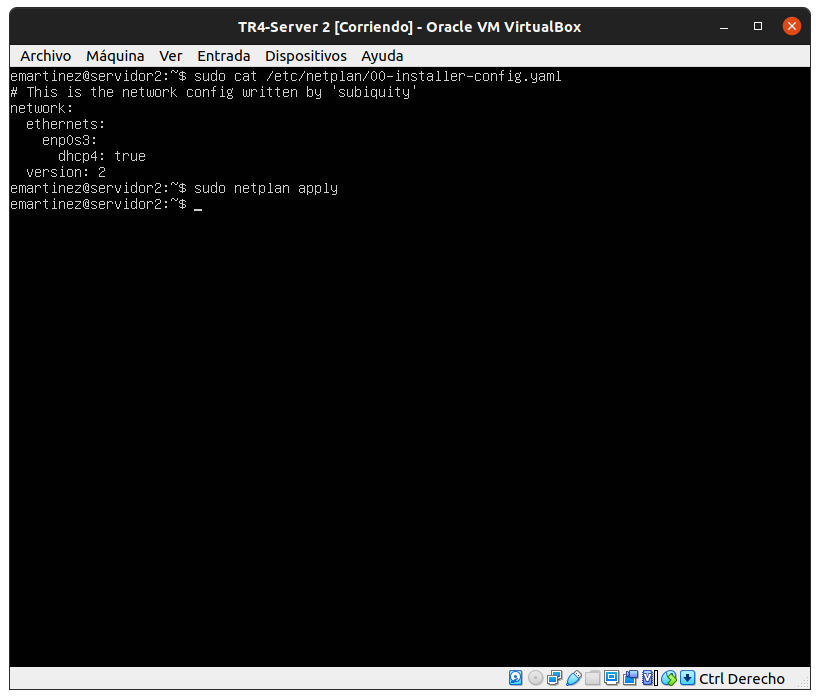 TR4-Server 2 [Corriendo] - Oracle VM VirtualBox
Archivo Máquina Ver Entrada Dispositivos Ayuda
emartinez@servidor2:~$ sudo cat /etc/netplan/00-installer-config.yaml
# This is the network config written by 'subiquity'
network:
  ethernets:
    enp0s3:
      dhcp4: true
  version: 2
emartinez@servidor2:~$ sudo netplan apply
emartinez@servidor2:~$ _
Ctrl Derecho